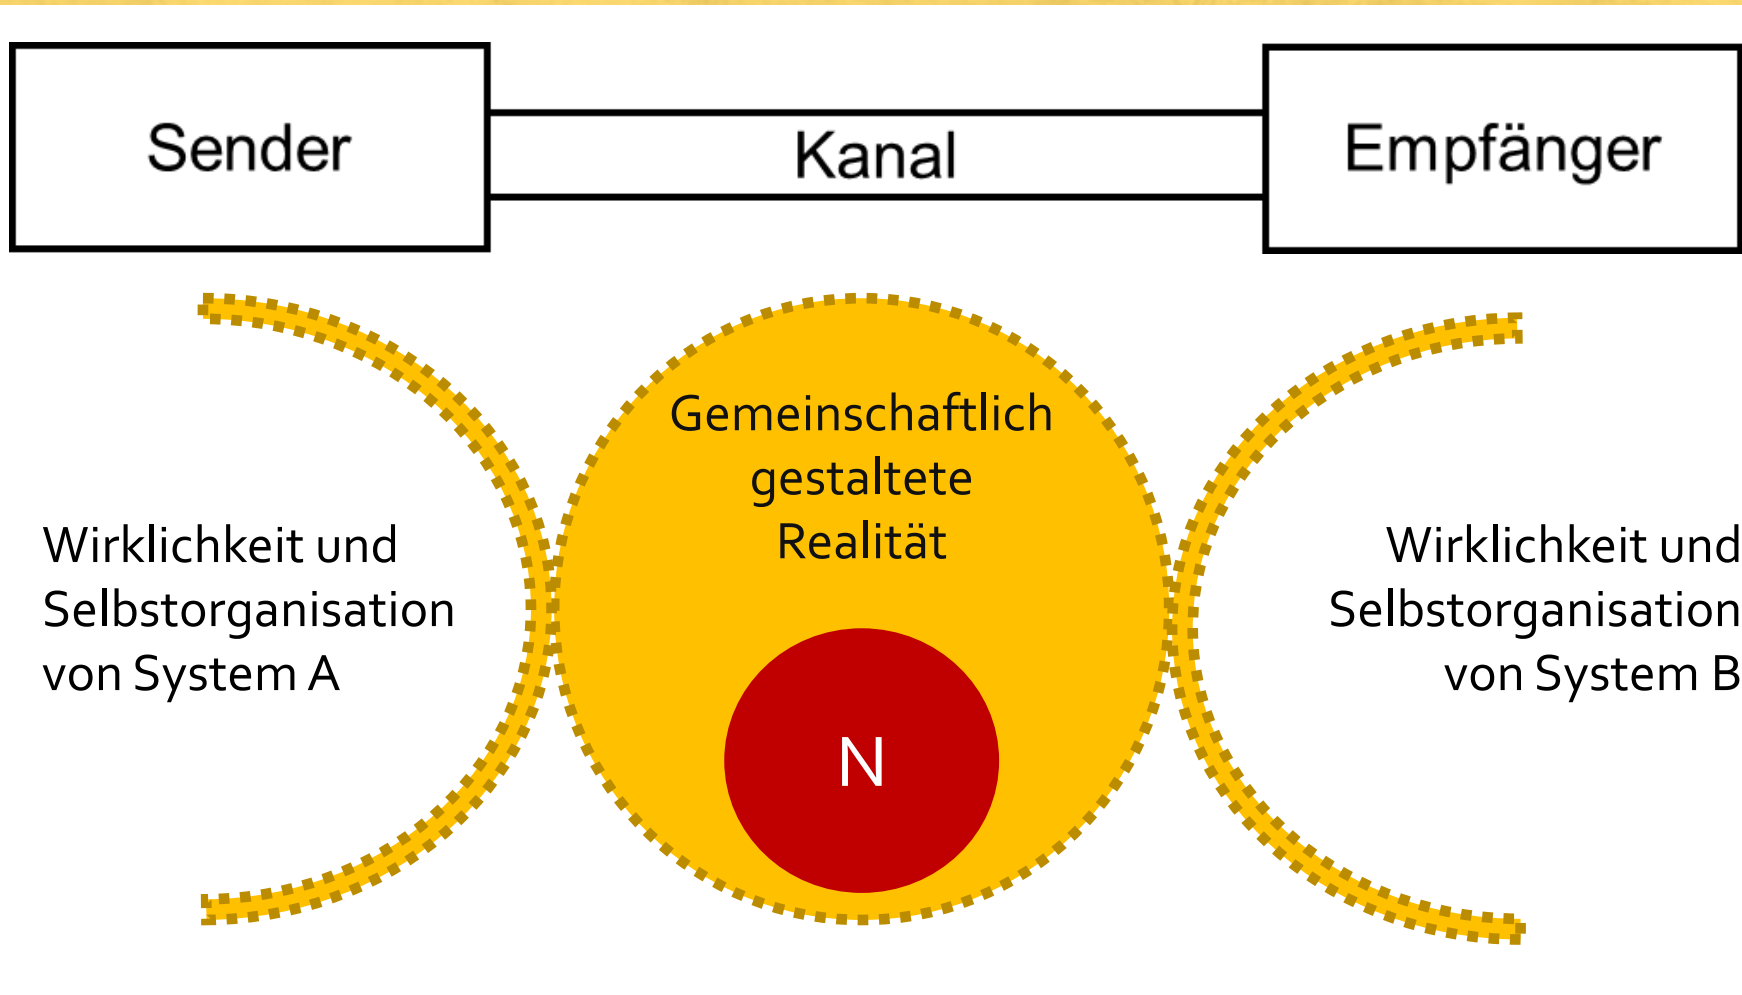 Sender
Kanal
Empfänger
Gemeinschaftlich
gestaltete
Realität
Wirklichkeit und
Selbstorganisation
von System A
N
Wirklichkeit und
Selbstorganisation
von System B